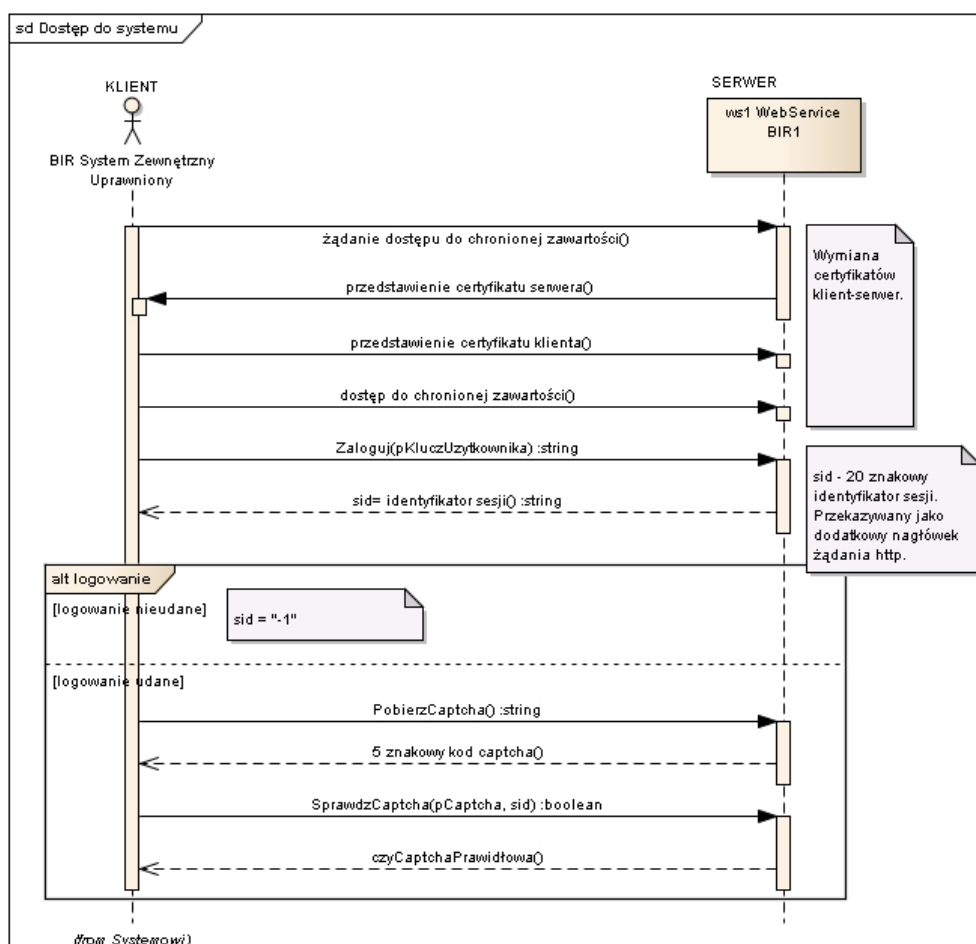 sd Dostęp do systemu
KLIENT
SERWER
ws1 WebService
BIR1
BIR System Zewnętrzny
Uprawniony
żądanie dostępu do chronionej zawartości()
Wymiana
certyfikatów
klient-serwer.
przedstawienie certyfikatu serwera()
przedstawienie certyfikatu klienta()
dostęp do chronionej zawartości()
Zaloguj(pKluczUzytkownika) :string
sid= identyfikator sesji() :string
sid - 20 znakowy
identyfikator sesji.
Przekazywany jako
dodatkowy nagłówek
żądania http.
alt logowanie
[logowanie nieudane]
sid = "-1"
[logowanie udane]
PobierzCaptcha() :string
5 znakowy kod captcha()
SprawdzCaptcha(pCaptcha, sid) :boolean
czyCaptchaPrawidłowa()
(from Systemowi)